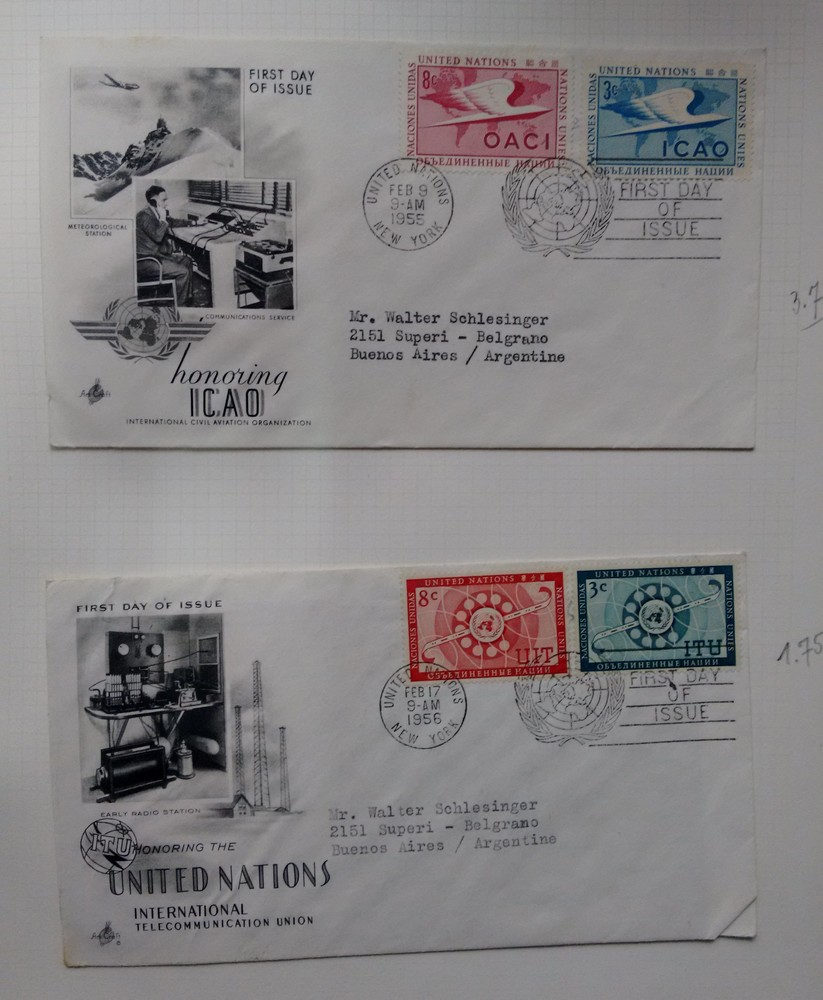 FIRST DAY
OF ISSUE
METEOROLOGICAL
STATION
COMMUNICATIONS SERVICE
honoring
ICAO
INTERNATIONAL CIVIL AVIATION ORGANIZATION
ArtCraft
UNITED NATIONS
8c
NACIONES UNIDAS
NATIONS UNIES
OACI
ОБЪЕДИНЕННЫЕ НАЦИИ
UNITED NATIONS
3c
NACIONES UNIDAS
NATIONS UNIES
ICAO
ОБЪЕДИНЕННЫЕ НАЦИИ
UNITED NATIONS
FEB 9
9-AM
1955
NEW YORK
FIRST DAY
OF
ISSUE
Mr. Walter Schlesinger
2151 Superi - Belgrano
Buenos Aires / Argentine
3.7
FIRST DAY OF ISSUE
EARLY RADIO STATION
ITU
HONORING THE
UNITED NATIONS
INTERNATIONAL
TELECOMMUNICATION UNION
ArtCraft
UNITED NATIONS
8c
NACIONES UNIDAS
NATIONS UNIES
UIT
ОБЪЕДИНЕННЫЕ НАЦИИ
UNITED NATIONS
3c
NACIONES UNIDAS
NATIONS UNIES
ITU
ОБЪЕДИНЕННЫЕ НАЦИИ
UNITED NATIONS
FEB 17
9-AM
1956
NEW YORK
FIRST DAY
OF
ISSUE
Mr. Walter Schlesinger
2151 Superi - Belgrano
Buenos Aires / Argentine
1.75